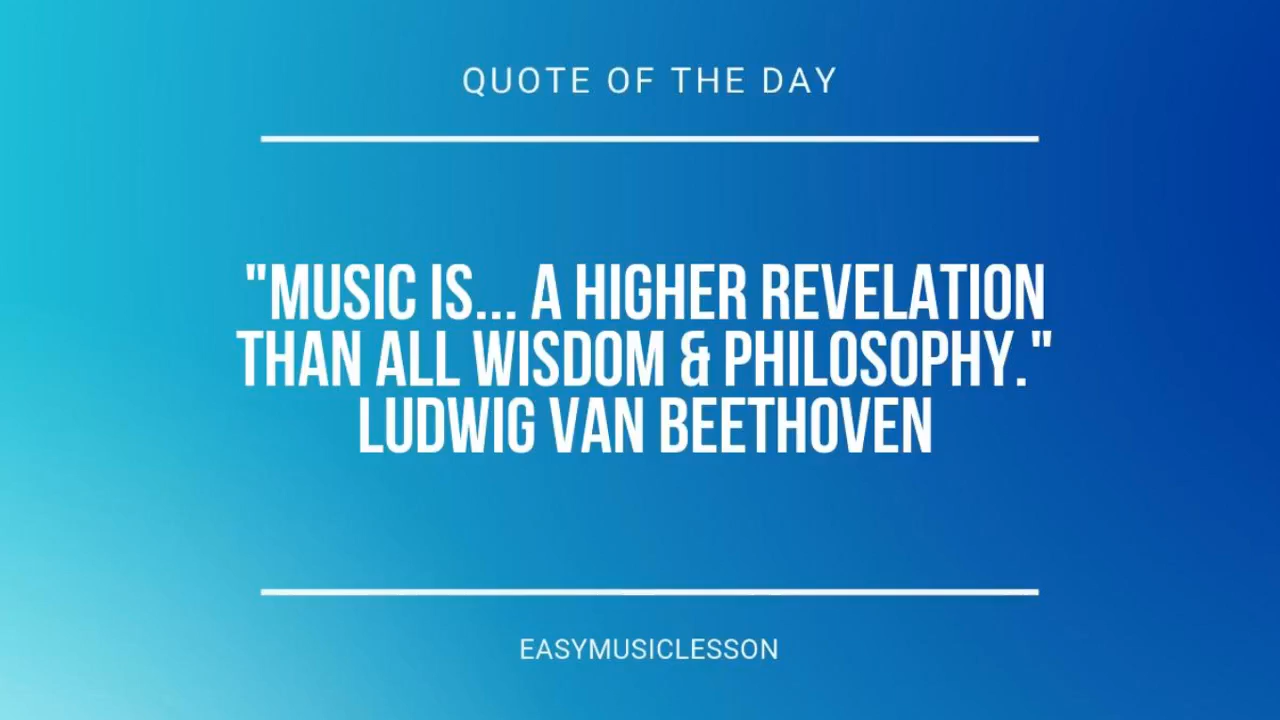 QUOTE OF THE DAY
"MUSIC IS... A HIGHER REVELATION
THAN ALL WISDOM & PHILOSOPHY."
LUDWIG VAN BEETHOVEN
EASYMUSICLESSON